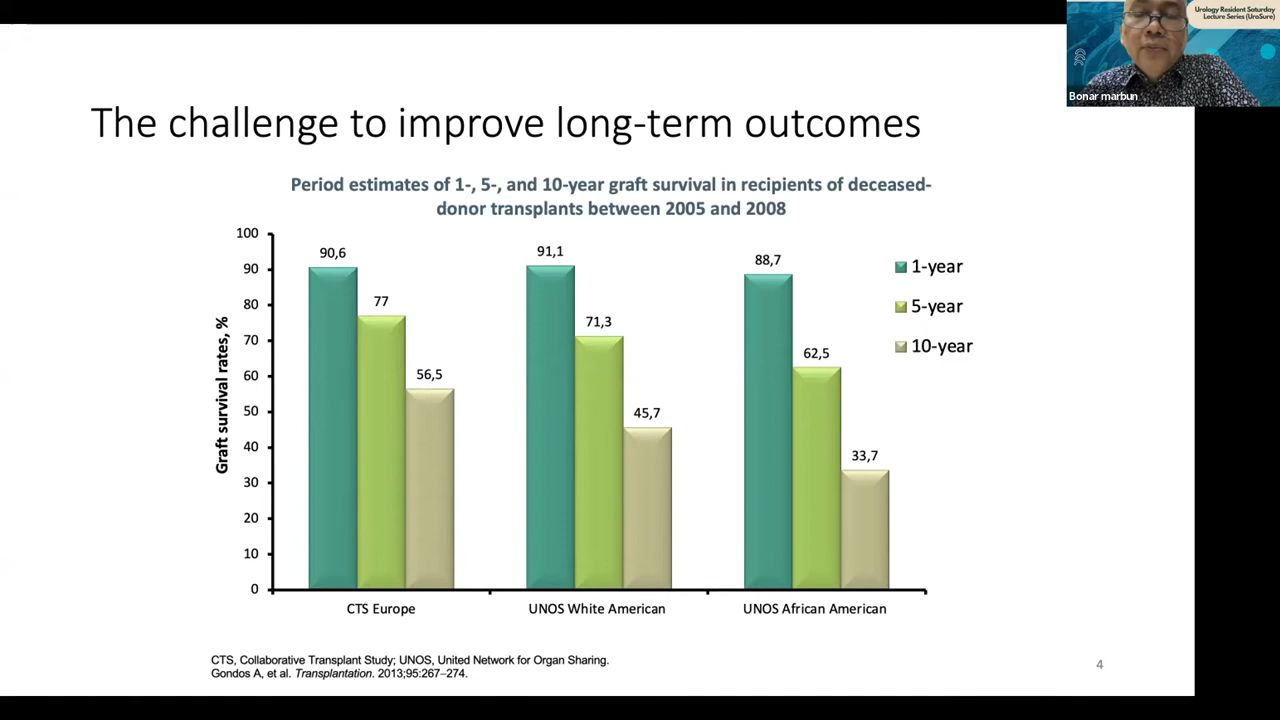 Urology Resident Saturday
Lecture Series (UroSure)
Bonar marbun
The challenge to improve long-term outcomes
Period estimates of 1-, 5-, and 10-year graft survival in recipients of deceased-
donor transplants between 2005 and 2008
Graft survival rates, %
100
90
80
70
60
50
40
30
20
10
0
90,6
77
56,5
91,1
71,3
45,7
88,7
62,5
33,7
1-year
5-year
10-year
CTS Europe
UNOS White American
UNOS African American
CTS, Collaborative Transplant Study; UNOS, United Network for Organ Sharing.
Gondos A, et al. Transplantation. 2013;95:267–274.
4